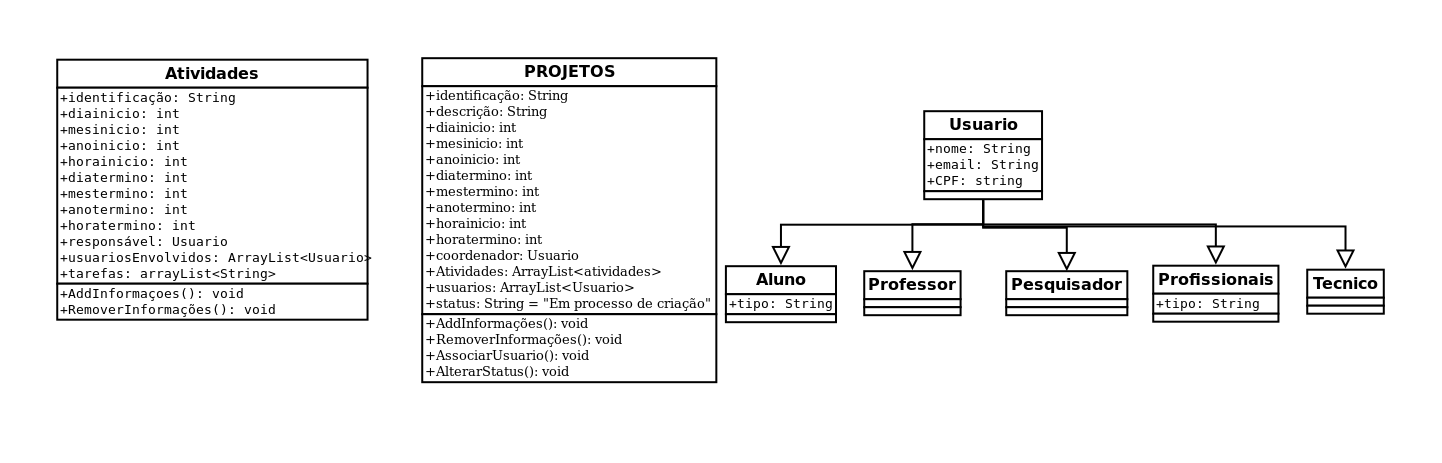 Atividades
+identificação: String
+diainicio: int
+mesinicio: int
+anoinicio: int
+horainicio: int
+diatermino: int
+mestermino: int
+anotermino: int
+horatermino: int
+responsável: Usuario
+usuariosEnvolvidos: ArrayList<Usuario>
+tarefas: arrayList<String>
+AddInformaçoes(): void
+RemoverInformações(): void
PROJETOS
+identificação: String
+descrição: String
+diainicio: int
+mesinicio: int
+anoinicio: int
+diatermino: int
+mestermino: int
+anotermino: int
+horainicio: int
+horatermino: int
+coordenador: Usuario
+Atividades: ArrayList<atividades>
+usuarios: ArrayList<Usuario>
+status: String = "Em processo de criação"
+AddInformações(): void
+RemoverInformações(): void
+AssociarUsuario(): void
+AlterarStatus(): void
Usuario
+nome: String
+email: String
+CPF: string
Aluno
+tipo: String
Professor
Pesquisador
Profissionais
+tipo: String
Tecnico